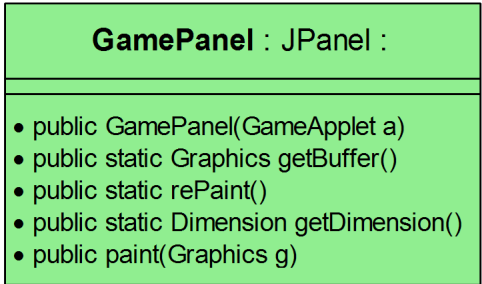 GamePanel : JPanel :
• public GamePanel(GameApplet a)
• public static Graphics getBuffer()
• public static rePaint()
• public static Dimension getDimension()
• public paint(Graphics g)